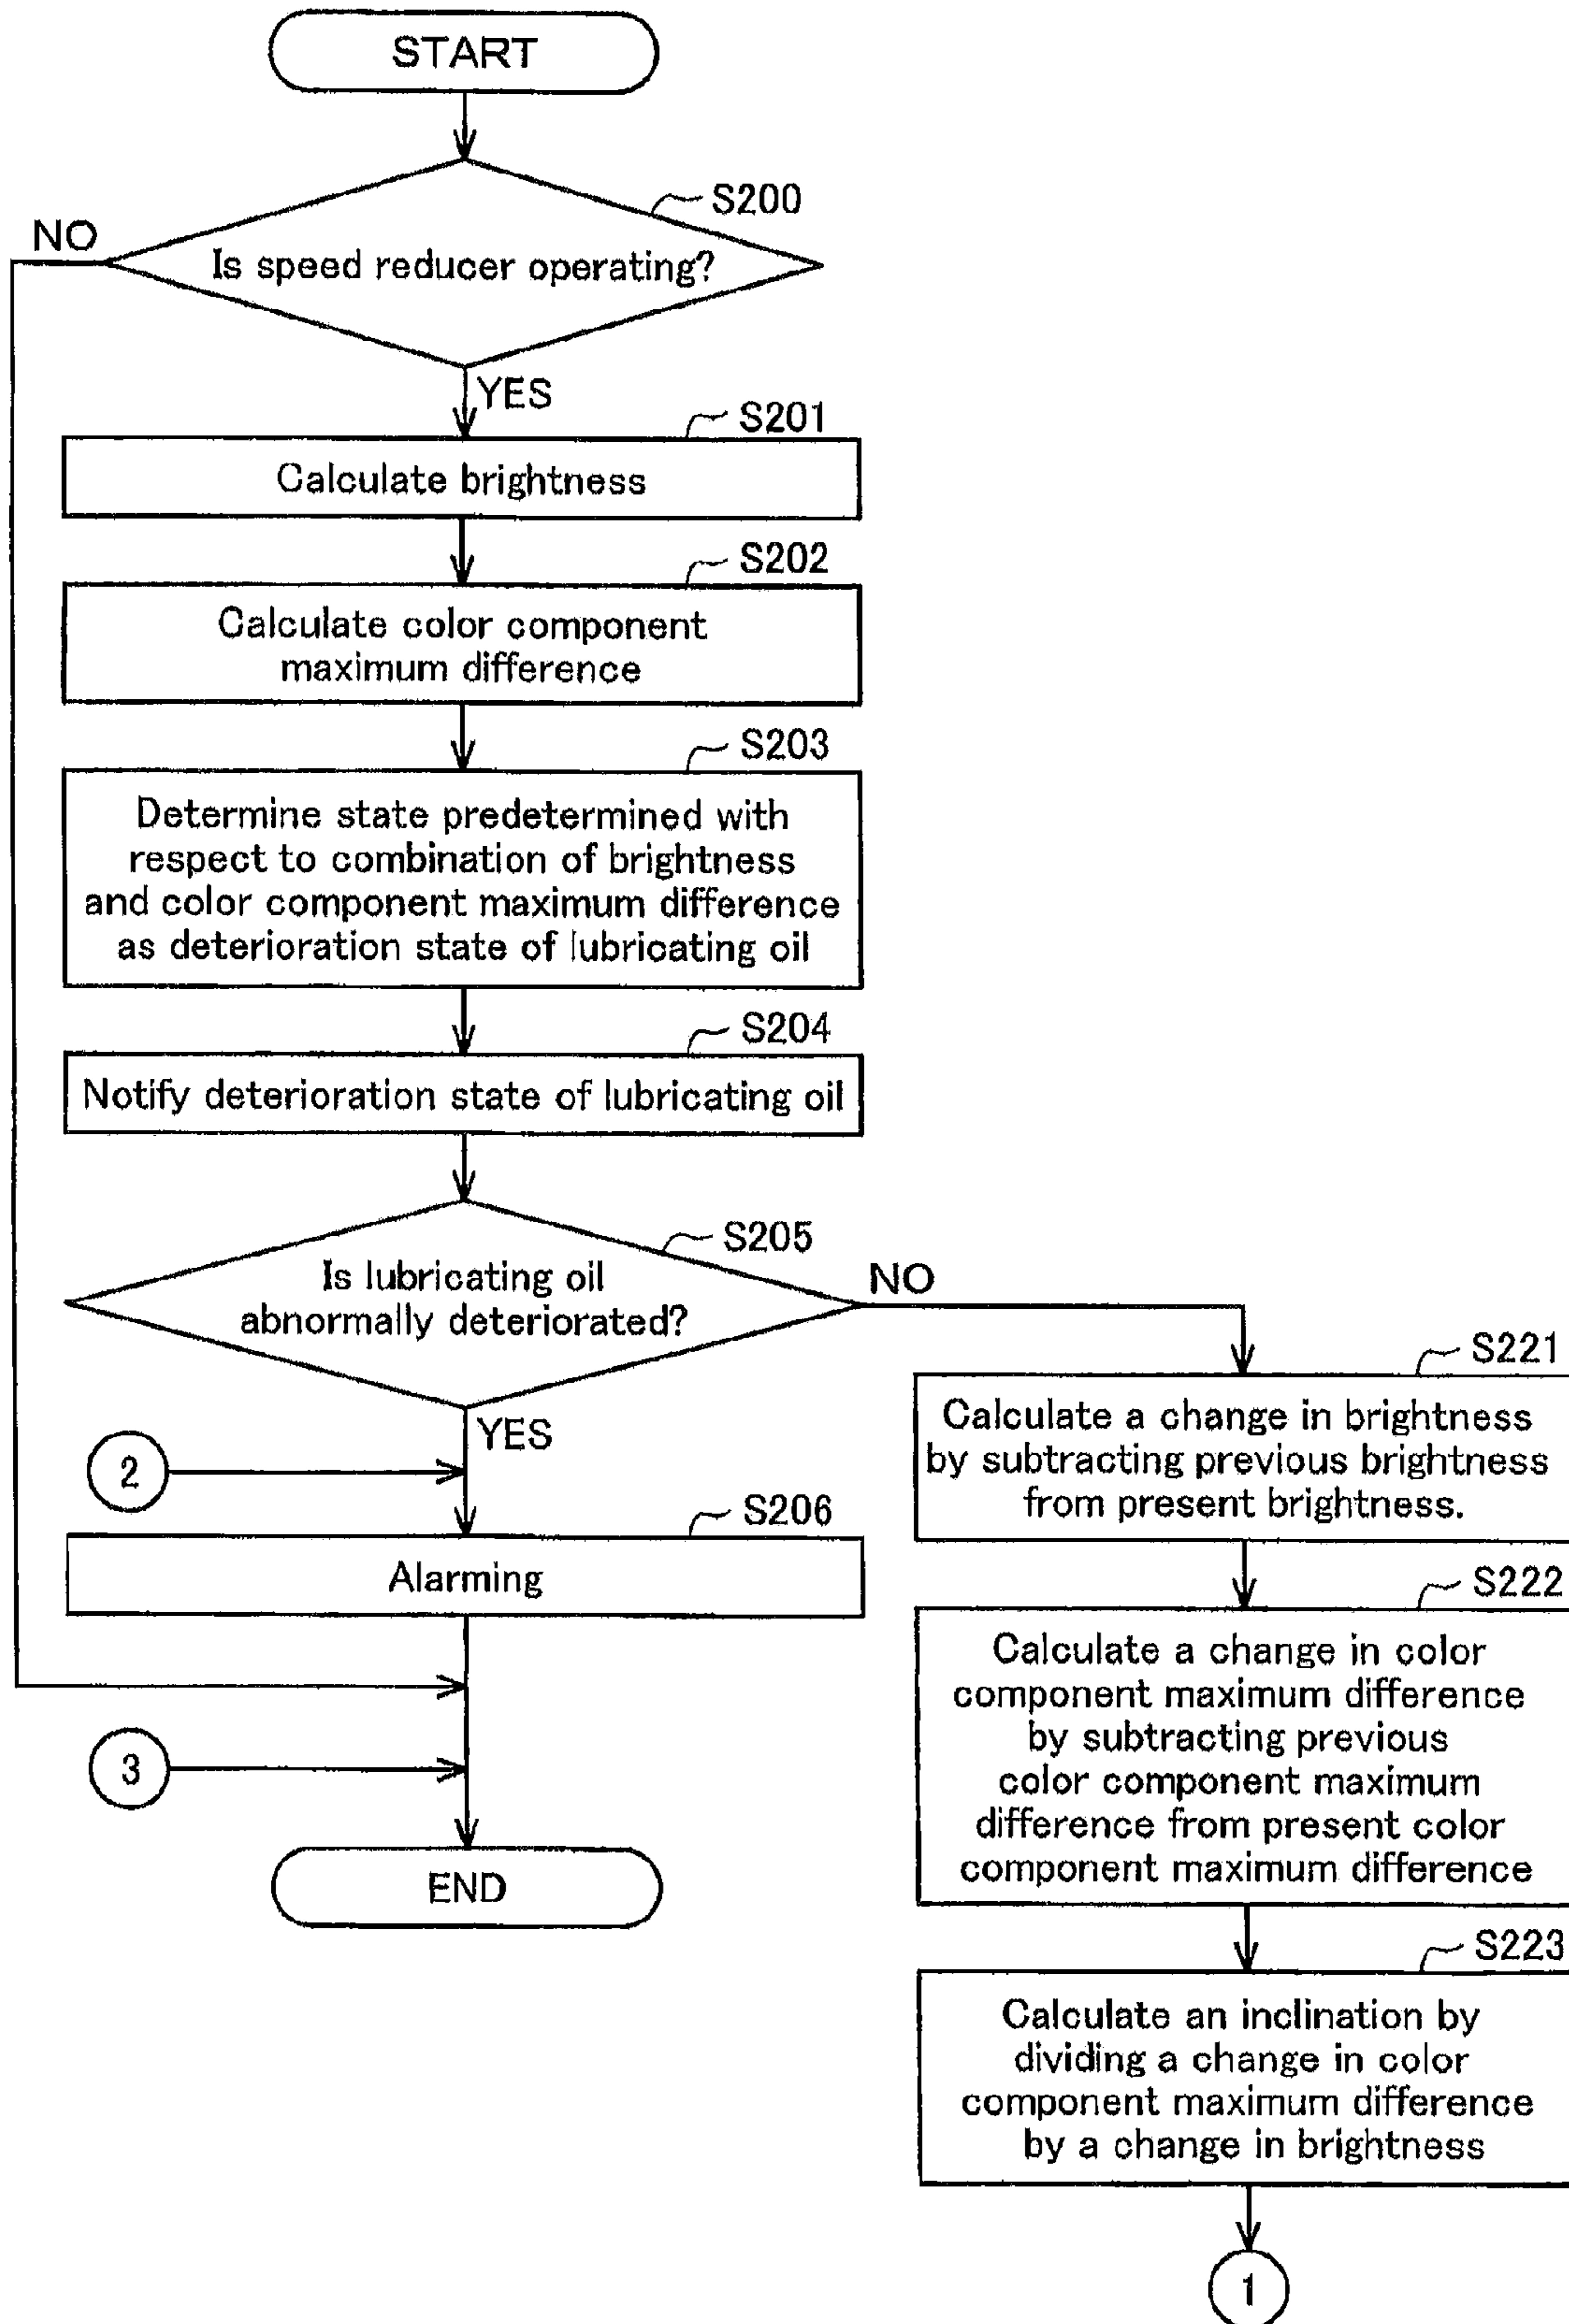 START
S200
NO
Is speed reducer operating?
YES
S201
Calculate brightness
S202
Calculate color component
maximum difference
S203
Determine state predetermined with
respect to combination of brightness
and color component maximum difference
as deterioration state of lubricating oil
S204
Notify deterioration state of lubricating oil
S205
Is lubricating oil
abnormally deteriorated?
NO
YES
2
S206
Alarming
3
END
S221
Calculate a change in brightness
by subtracting previous brightness
from present brightness.
S222
Calculate a change in color
component maximum difference
by subtracting previous
color component maximum
difference from present color
component maximum difference
S223
Calculate an inclination by
dividing a change in color
component maximum difference
by a change in brightness
1